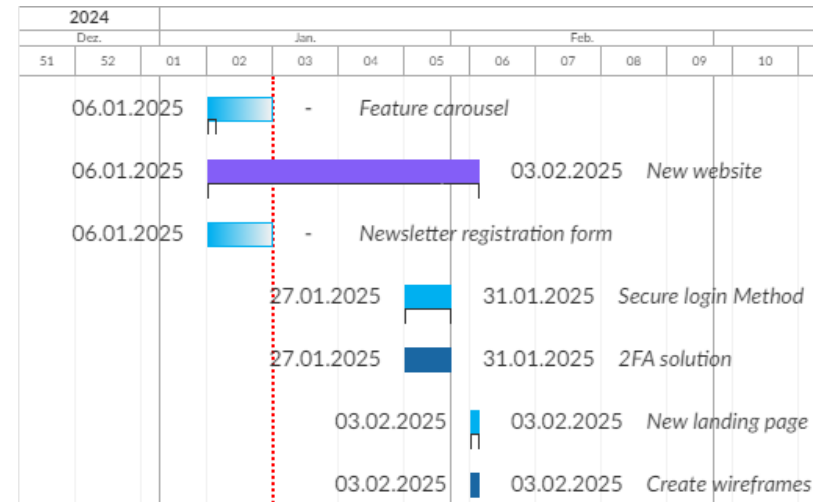 2024
Dez. Jan. Feb.
51 52 01 02 03 04 05 06 07 08 09 10
06.01.2025 - Feature carousel
06.01.2025 03.02.2025 New website
06.01.2025 - Newsletter registration form
27.01.2025 31.01.2025 Secure login Method
27.01.2025 31.01.2025 2FA solution
03.02.2025 03.02.2025 New landing page
03.02.2025 03.02.2025 Create wireframes